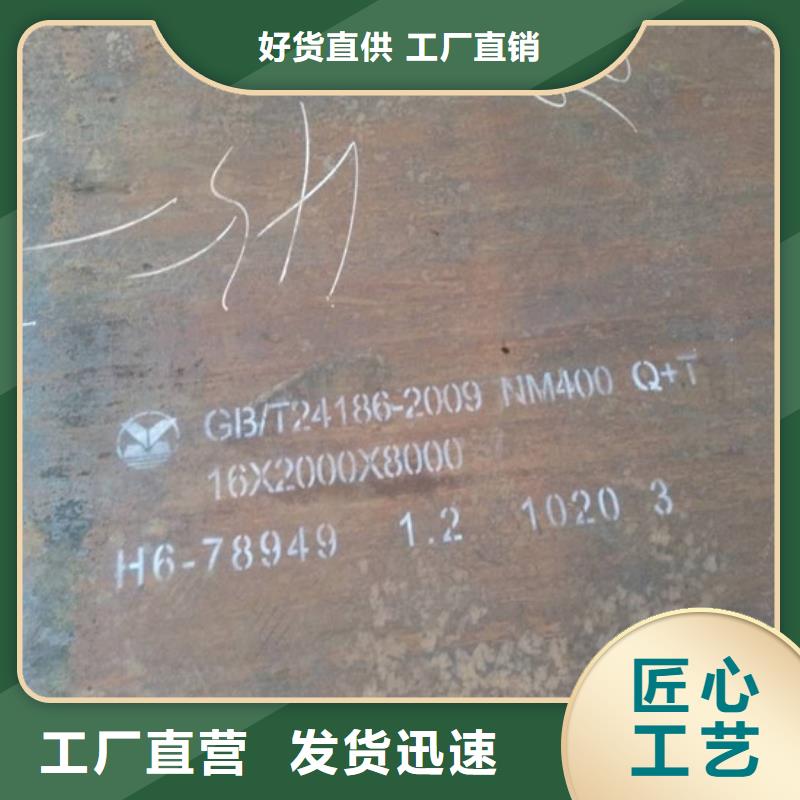 好货直供 工厂直销
GB/T24186-2009 NM400 Q+T
16X2000X8000
H6-78949 1.2 1020 3
工厂直营 发货迅速
匠心
工艺